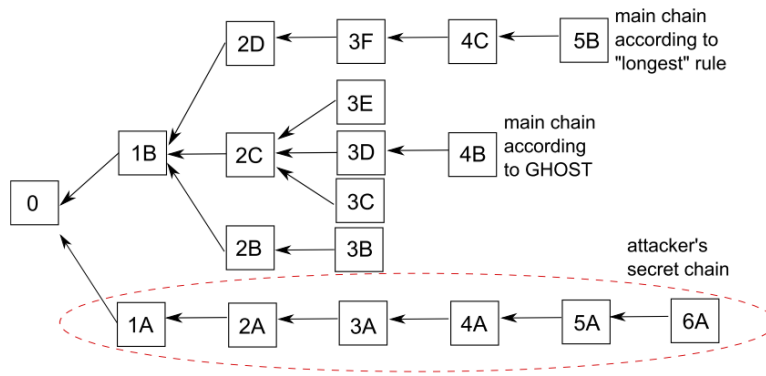 2D
3F
4C
5B
main chain
according to
"longest" rule
3E
1B
2C
3D
4B
main chain
according
to GHOST
0
3C
2B
3B
attacker's
secret chain
1A
2A
3A
4A
5A
6A